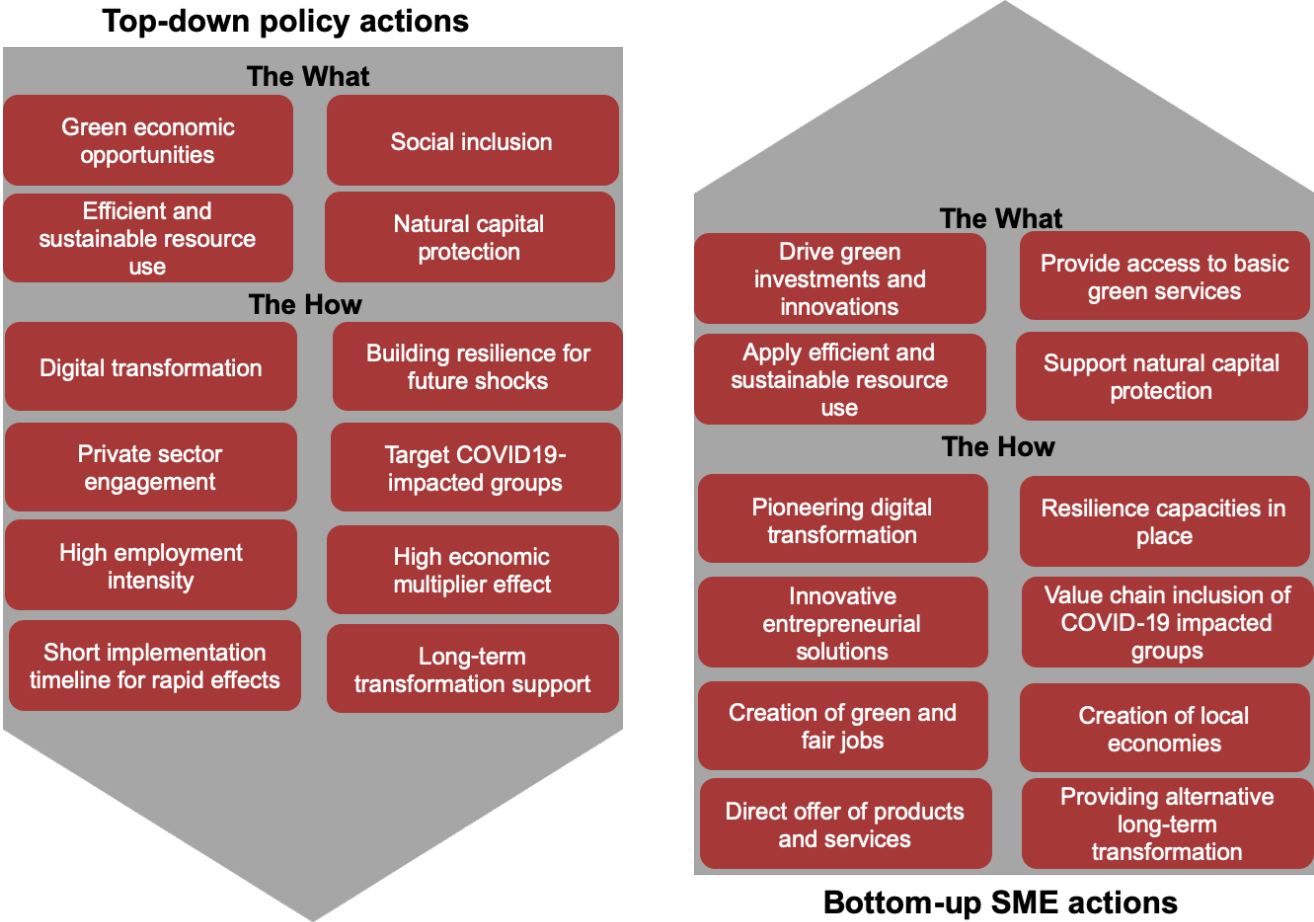 Top-down policy actions
The What
Green economic
opportunities
Social inclusion
Efficient and
sustainable resource
use
Natural capital
protection
The How
Digital transformation
Building resilience for
future shocks
Private sector
engagement
Target COVID19-
impacted groups
High employment
intensity
High economic
multiplier effect
Short implementation
timeline for rapid effects
Long-term
transformation support
The What
Drive green
investments and
innovations
Provide access to basic
green services
Apply efficient and
sustainable resource
use
Support natural capital
protection
The How
Pioneering digital
transformation
Resilience capacities in
place
Innovative
entrepreneurial
solutions
Value chain inclusion of
COVID-19 impacted
groups
Creation of green and
fair jobs
Creation of local
economies
Direct offer of products
and services
Providing alternative
long-term
transformation
Bottom-up SME actions